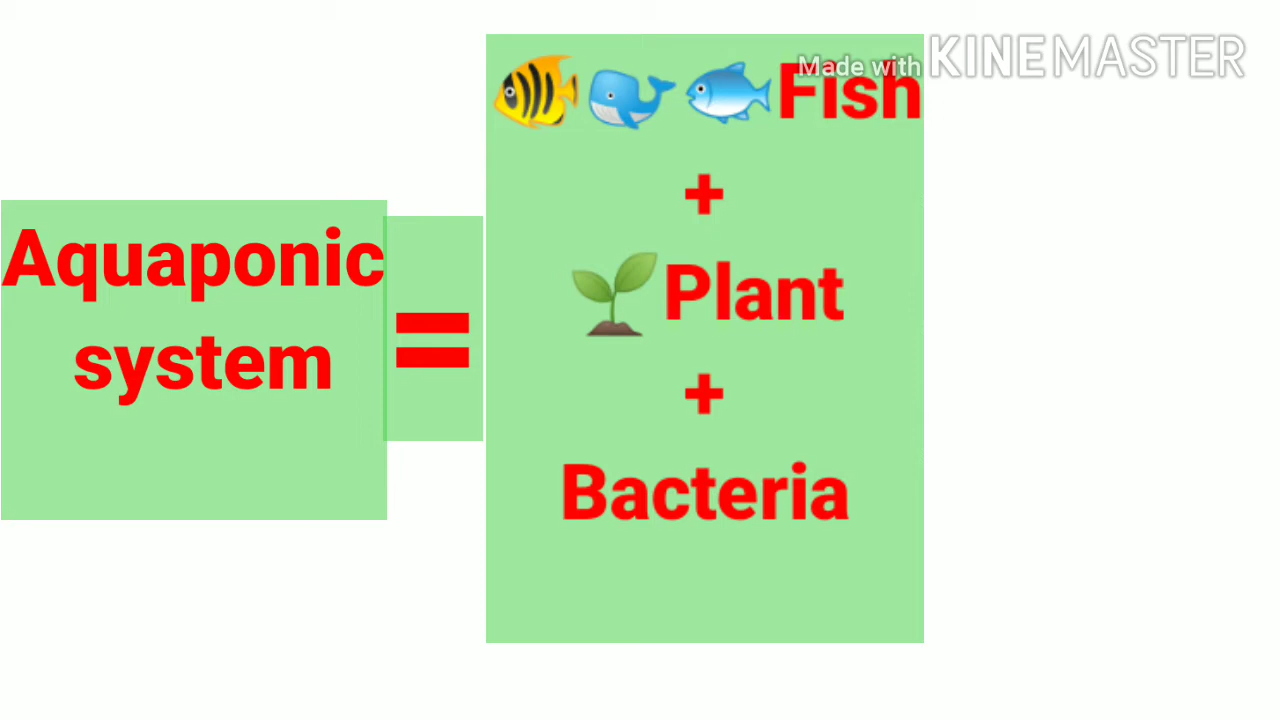 Made with KINEMASTER
Fish
+
Aquaponic
system
=
Plant
+
Bacteria